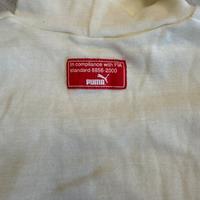 In compliance with FIA
standard 8856-2000
PUMA